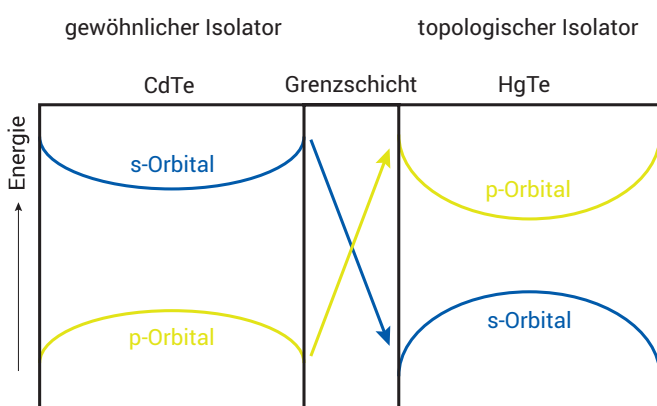 gewöhnlicher Isolator
topologischer Isolator
CdTe
Grenzschicht
HgTe
Energie
s-Orbital
p-Orbital
p-Orbital
s-Orbital